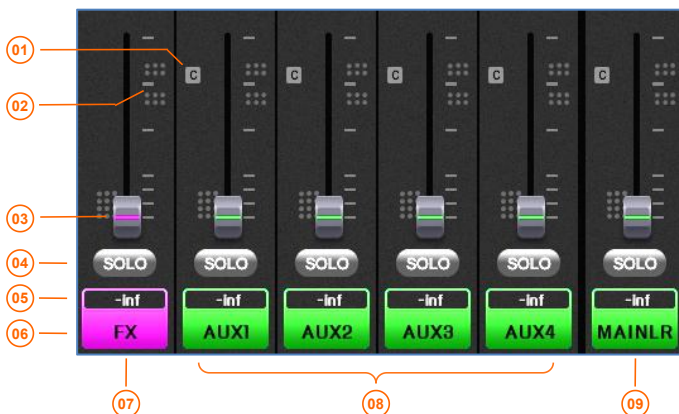 01
C C C C C
02
03
04 SOLO SOLO SOLO SOLO SOLO SOLO
05 -inf -inf -inf -inf -inf -inf
06 FX AUX1 AUX2 AUX3 AUX4 MAINLR
07 08 09